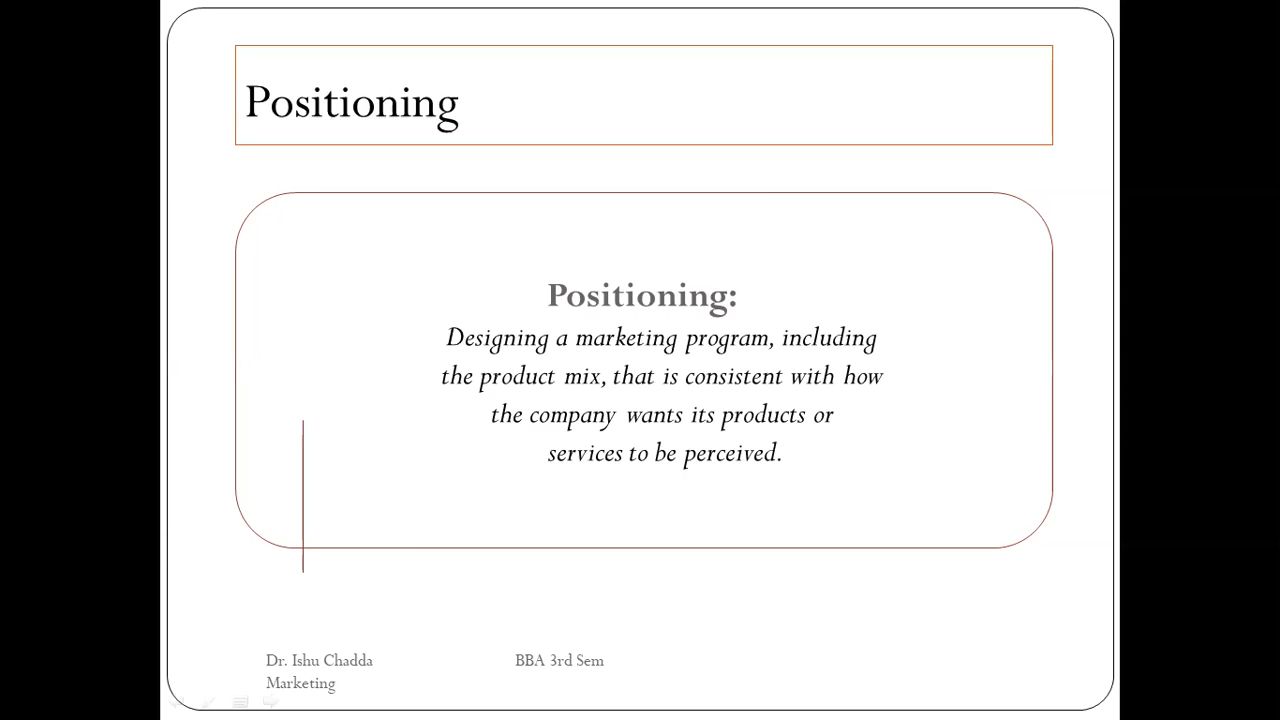 Positioning
Positioning:
Designing a marketing program, including
the product mix, that is consistent with how
the company wants its products or
services to be perceived.
Dr. Ishu Chadda
Marketing
BBA 3rd Sem